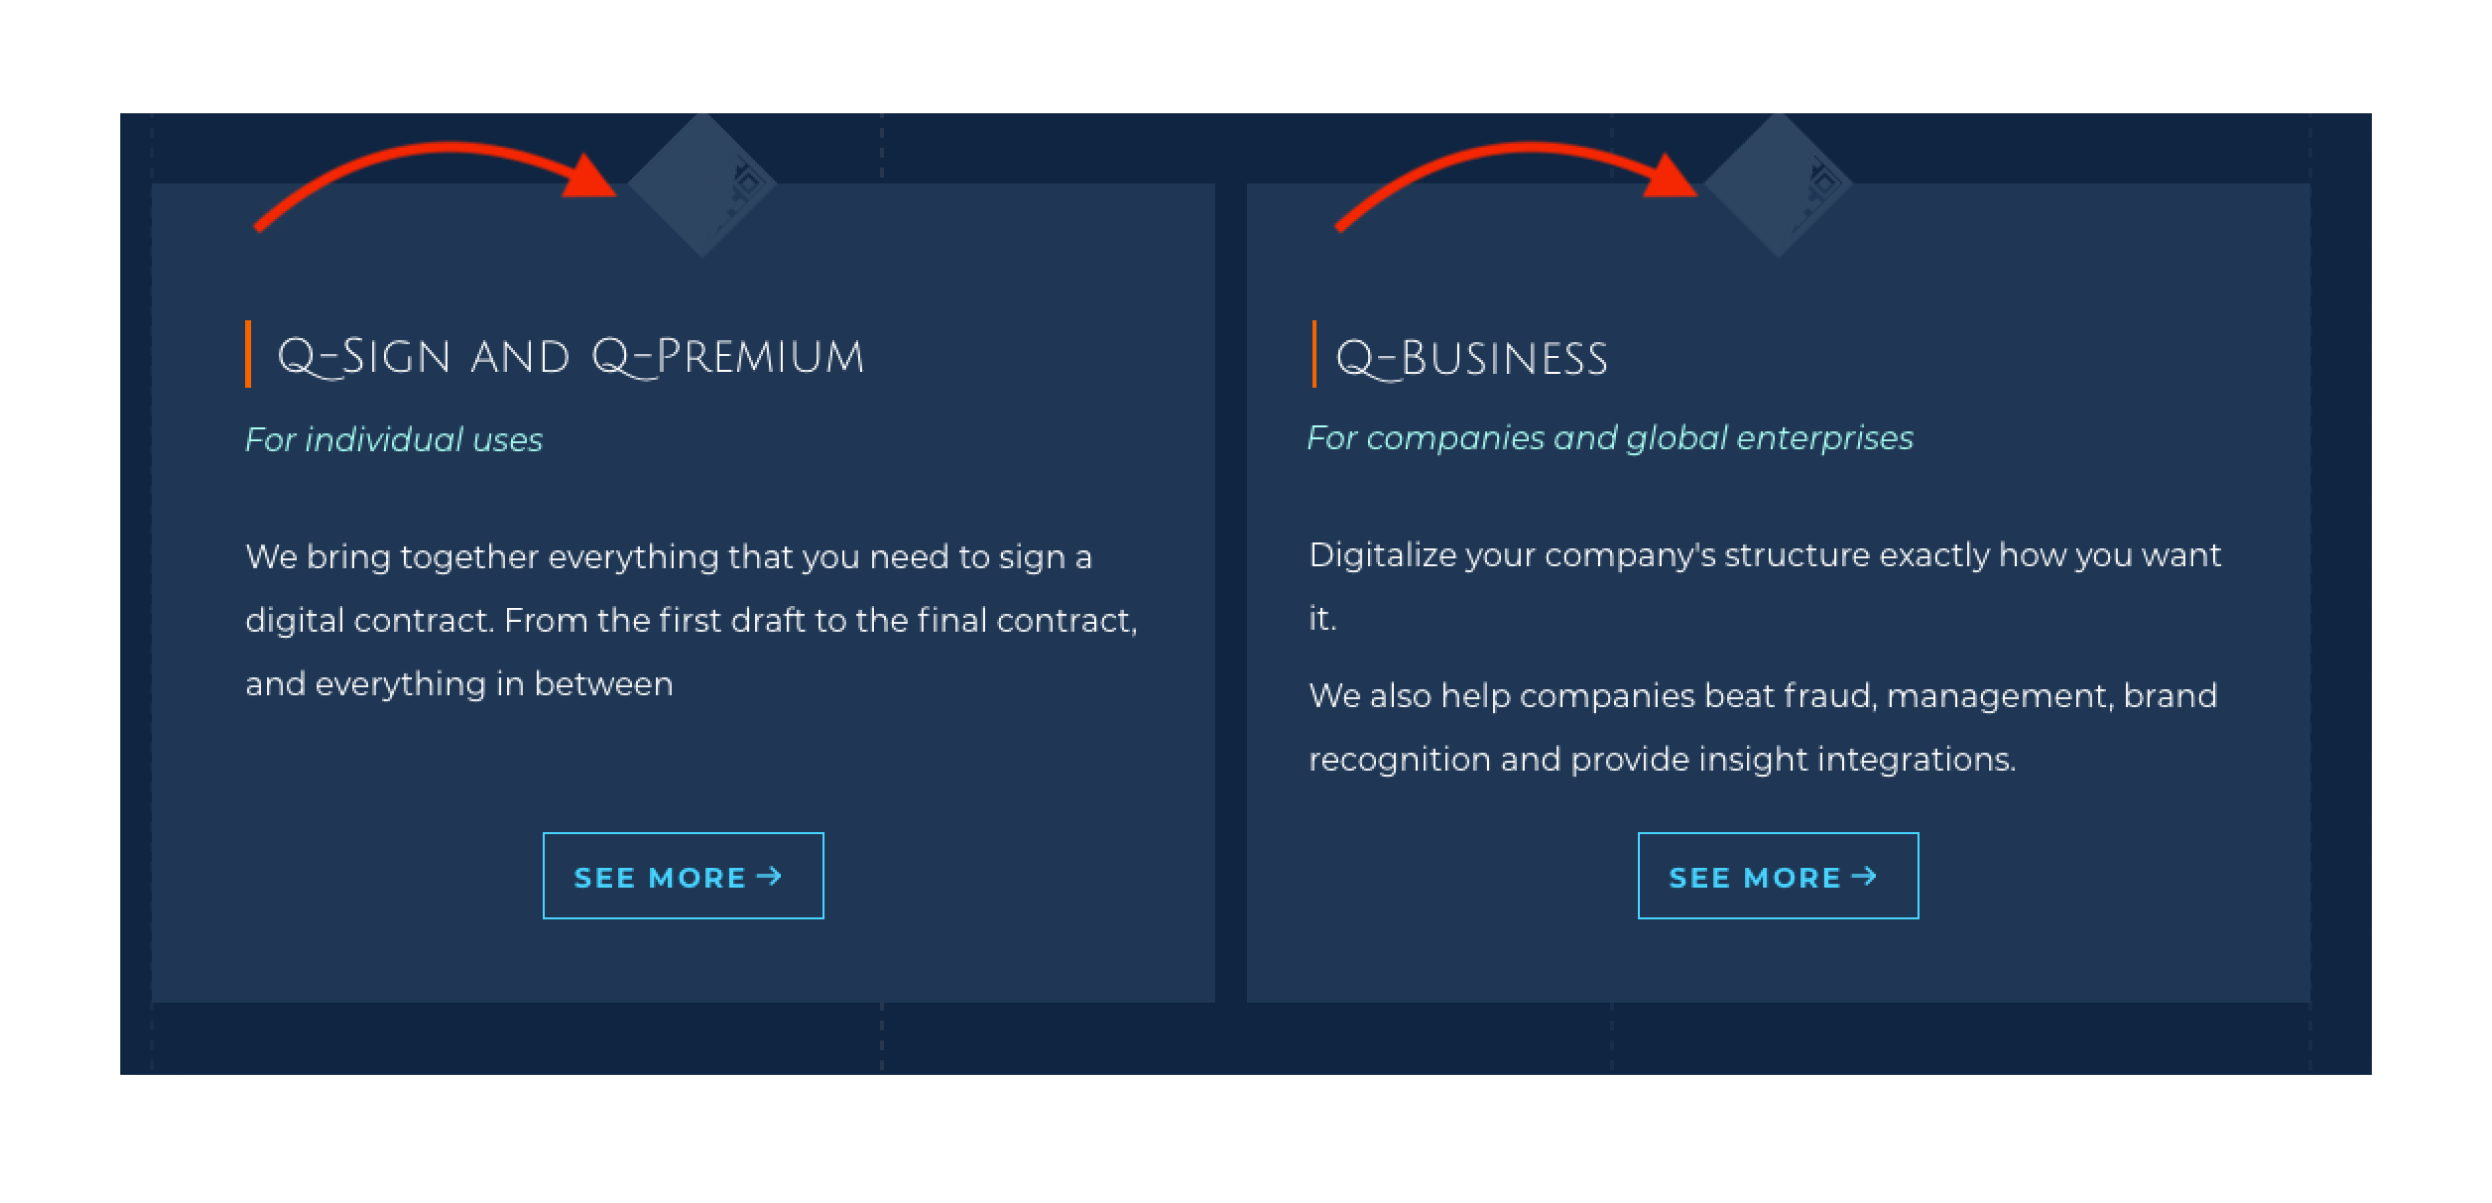 Q-Sign and Q-Premium
For individual uses
We bring together everything that you need to sign a
digital contract. From the first draft to the final contract,
and everything in between
SEE MORE →
Q-Business
For companies and global enterprises
Digitalize your company's structure exactly how you want
it.
We also help companies beat fraud, management, brand
recognition and provide insight integrations.
SEE MORE →